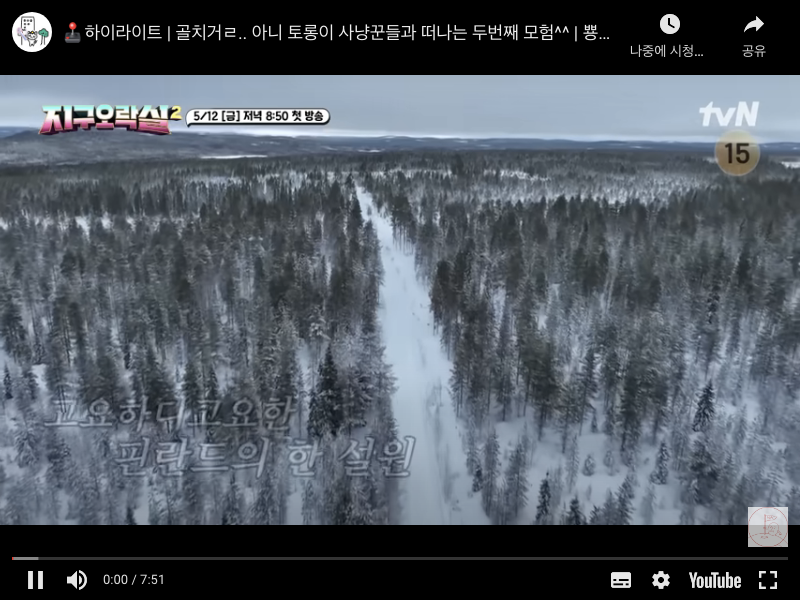 🕹️하이라이트 | 골치거ㄹ.. 아니 토롱이 사냥꾼들과 떠나는 두번째 모험^^ | 뿅...
나중에 시청...
공유
지구오락실2
5/12 [금] 저녁 8:50 첫 방송
tvN
15
고요하디고요한
핀란드의 한 설원
0:00 / 7:51
YouTube